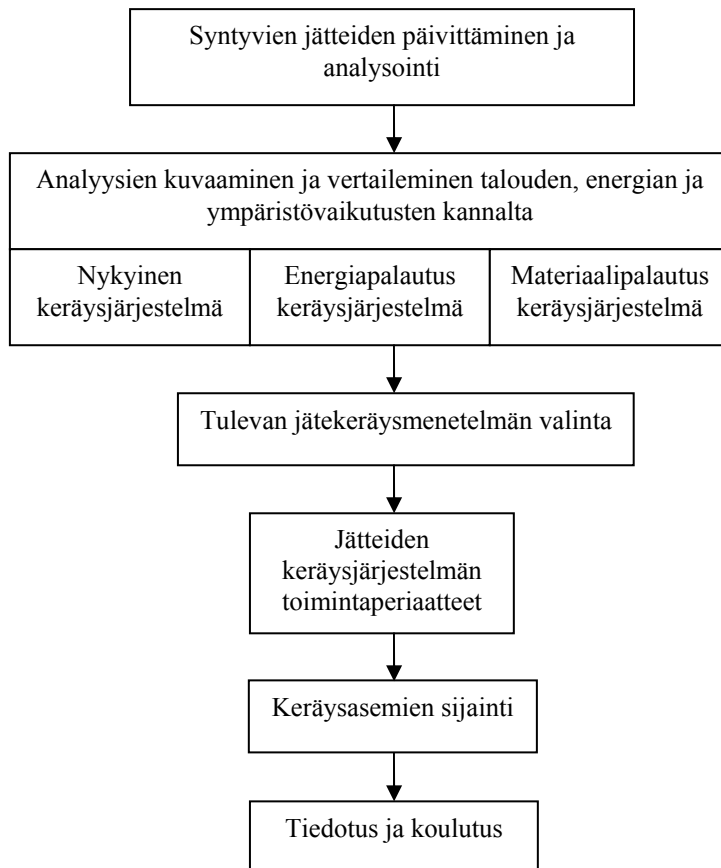 Syntyvien jätteiden päivittäminen ja
analysointi
Analyysien kuvaaminen ja vertaileminen talouden, energian ja
ympäristövaikutusten kannalta
Nykyinen
keräysjärjestelmä
Energiapalautus
keräysjärjestelmä
Materiaalipalautus
keräysjärjestelmä
Tulevan jätekeräysmenetelmän valinta
Jätteiden
keräysjärjestelmän
toimintaperiaatteet
Keräysasemien sijainti
Tiedotus ja koulutus